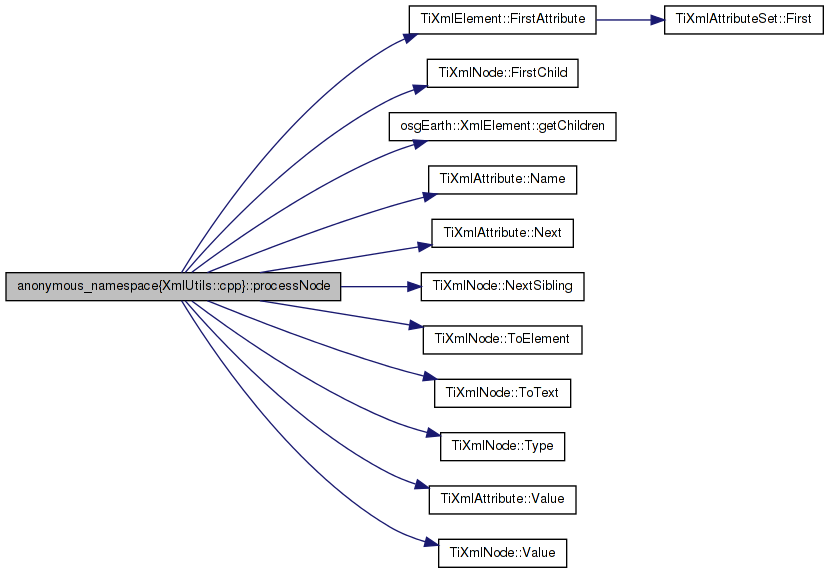 TiXmlElement::FirstAttribute
TiXmlAttributeSet::First
TiXmlNode::FirstChild
osgEarth::XmlElement::getChildren
TiXmlAttribute::Name
TiXmlAttribute::Next
anonymous_namespace{XmlUtils::cpp}::processNode
TiXmlNode::NextSibling
TiXmlNode::ToElement
TiXmlNode::ToText
TiXmlNode::Type
TiXmlAttribute::Value
TiXmlNode::Value